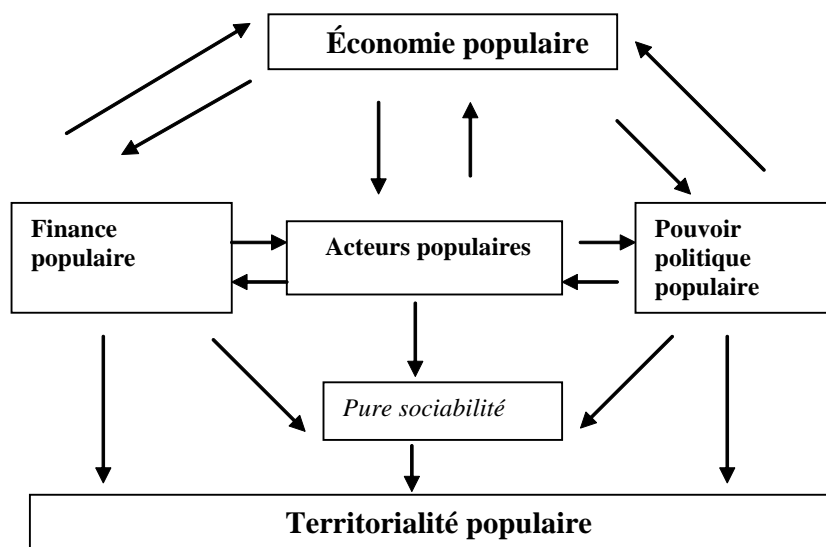 Économie populaire
Finance
populaire
Acteurs populaires
Pouvoir
politique
populaire
Pure sociabilité
Territorialité populaire